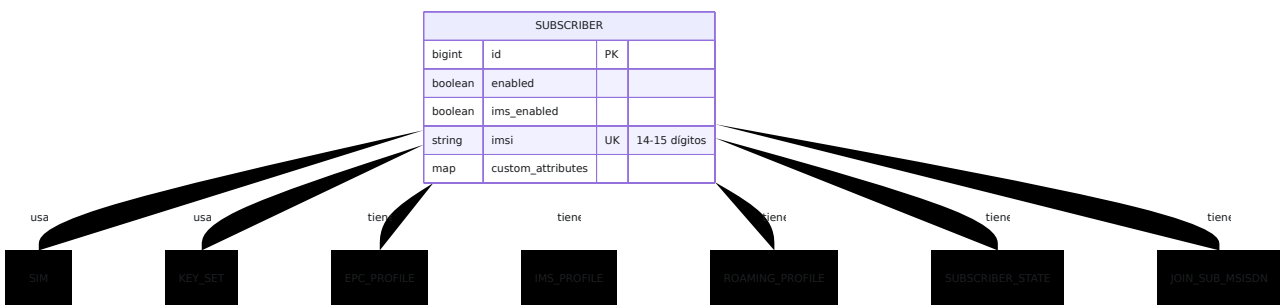 SUBSCRIBER
bigint id PK
boolean enabled
boolean ims_enabled
string imsi UK 14-15 dígitos
map custom_attributes
usa usa tiene tiene tiene tiene tiene
SIM KEY_SET EPC_PROFILE IMS_PROFILE ROAMING_PROFILE SUBSCRIBER_STATE JOIN_SUB_MSISDN